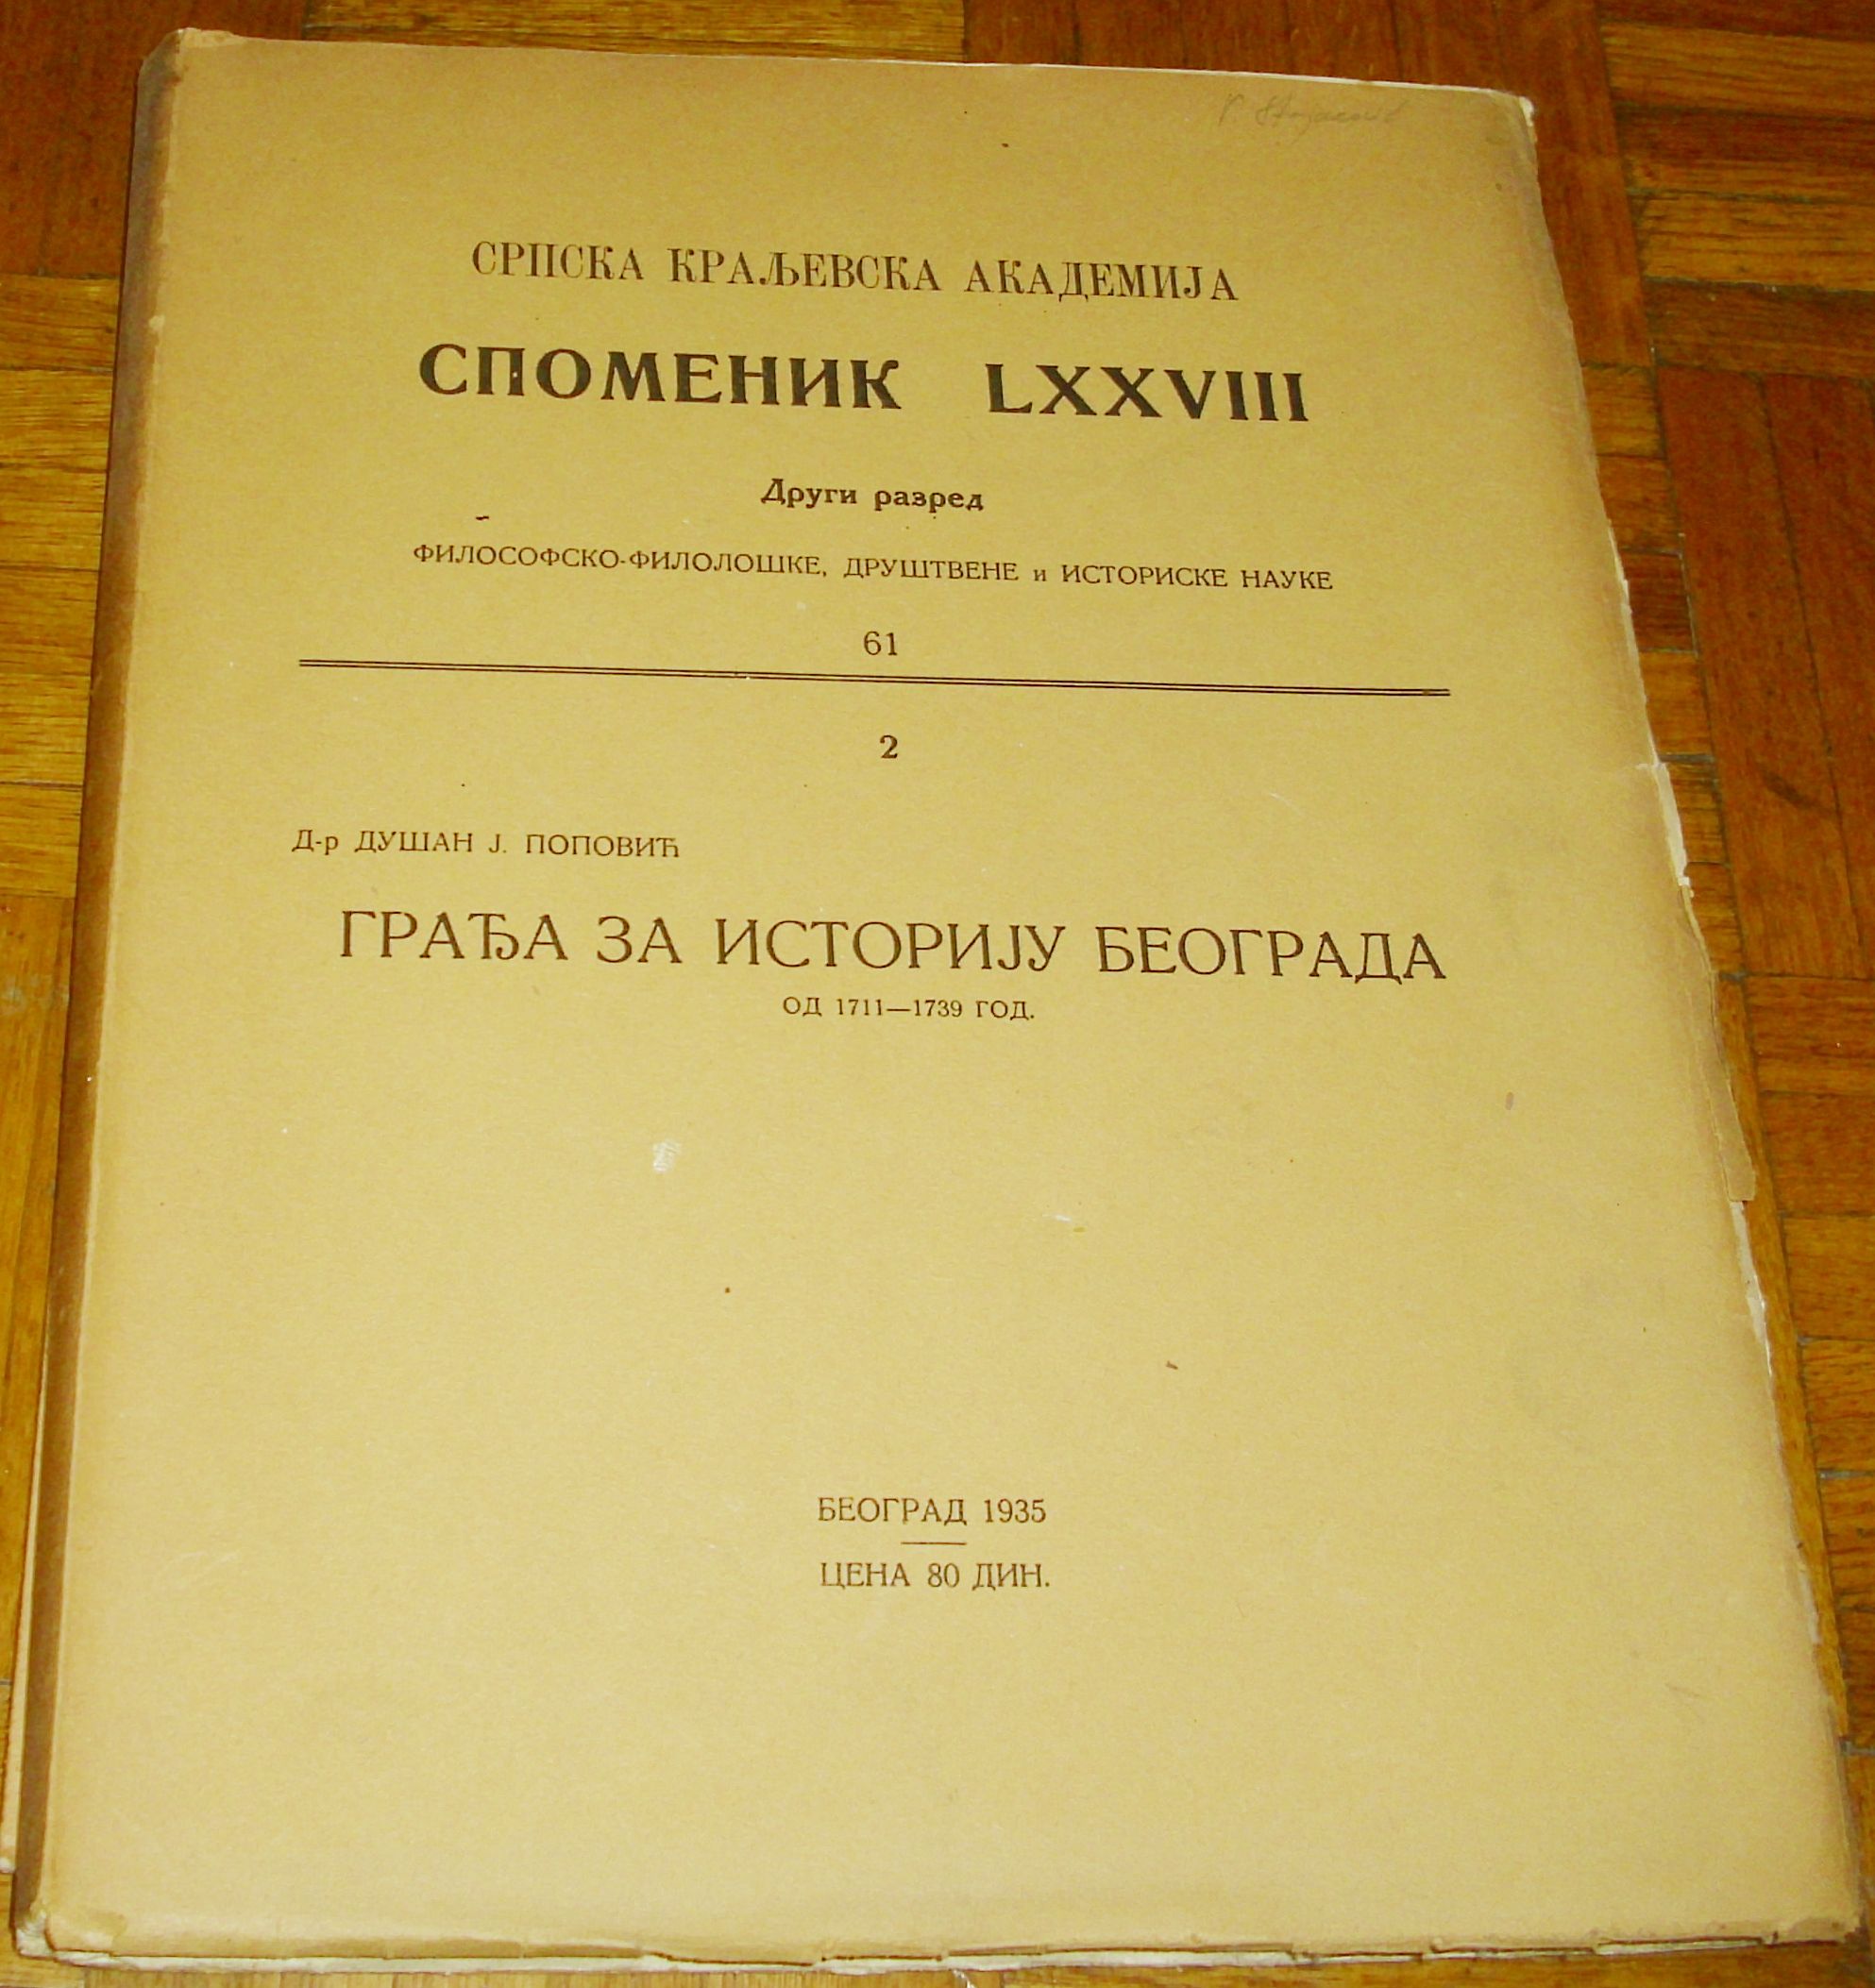 СРПСКА КРАЉЕВСКА АКАДЕМИЈА
СПОМЕНИК LXXVIII
Други разред
ФИЛОСОФСКО-ФИЛОЛОШКЕ, ДРУШТВЕНЕ и ИСТОРИСКЕ НАУКЕ
61
2
Д-р ДУШАН Ј. ПОПОВИЋ
ГРАЂА ЗА ИСТОРИЈУ БЕОГРАДА
ОД 1711—1739 ГОД.
БЕОГРАД 1935
ЦЕНА 80 ДИН.